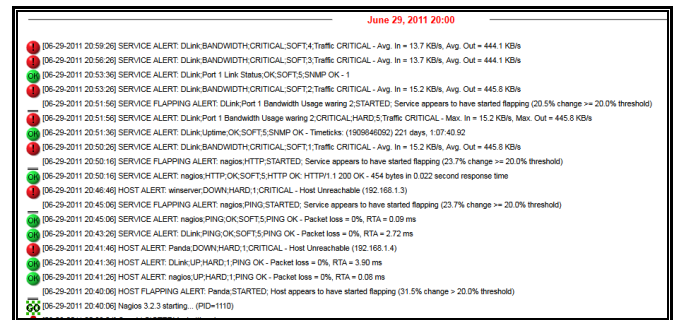 June 29, 2011 20:00
[06-29-2011 20:59:26] SERVICE ALERT: DLink;BANDWIDTH;CRITICAL;SOFT;4;Traffic CRITICAL - Avg. In = 13.7 KB/s, Avg. Out = 444.1 KB/s
[06-29-2011 20:56:26] SERVICE ALERT: DLink;BANDWIDTH;CRITICAL;SOFT;3;Traffic CRITICAL - Avg. In = 13.7 KB/s, Avg. Out = 444.1 KB/s
OK [06-29-2011 20:53:36] SERVICE ALERT: DLink;Port 1 Link Status;OK;SOFT;5;SNMP OK - 1
[06-29-2011 20:53:26] SERVICE ALERT: DLink;BANDWIDTH;CRITICAL;SOFT;2;Traffic CRITICAL - Avg. In = 15.2 KB/s, Avg. Out = 445.8 KB/s
[06-29-2011 20:51:56] SERVICE FLAPPING ALERT: DLink;Port 1 Bandwidth Usage waring 2;STARTED; Service appears to have started flapping (20.5% change >= 20.0% threshold)
[06-29-2011 20:51:56] SERVICE ALERT: DLink;Port 1 Bandwidth Usage waring 2;CRITICAL;HARD;5;Traffic CRITICAL - Max. In = 15.2 KB/s, Max. Out = 445.8 KB/s
OK [06-29-2011 20:51:36] SERVICE ALERT: DLink;Uptime;OK;SOFT;5;SNMP OK - Timeticks: (1909846092) 221 days, 1:07:40.92
[06-29-2011 20:50:26] SERVICE ALERT: DLink;BANDWIDTH;CRITICAL;SOFT;1;Traffic CRITICAL - Avg. In = 15.2 KB/s, Avg. Out = 445.8 KB/s
[06-29-2011 20:50:16] SERVICE FLAPPING ALERT: nagios;HTTP;STARTED; Service appears to have started flapping (23.7% change >= 20.0% threshold)
OK [06-29-2011 20:50:16] SERVICE ALERT: nagios;HTTP;OK;SOFT;5;HTTP OK: HTTP/1.1 200 OK - 454 bytes in 0.022 second response time
[06-29-2011 20:46:46] HOST ALERT: winserver;DOWN;HARD;1;CRITICAL - Host Unreachable (192.168.1.3)
[06-29-2011 20:45:06] SERVICE FLAPPING ALERT: nagios;PING;STARTED; Service appears to have started flapping (23.7% change >= 20.0% threshold)
OK [06-29-2011 20:45:06] SERVICE ALERT: nagios;PING;OK;SOFT;5;PING OK - Packet loss = 0%, RTA = 0.09 ms
OK [06-29-2011 20:43:26] SERVICE ALERT: DLink;PING;OK;SOFT;5;PING OK - Packet loss = 0%, RTA = 2.72 ms
[06-29-2011 20:41:46] HOST ALERT: Panda;DOWN;HARD;1;CRITICAL - Host Unreachable (192.168.1.4)
OK [06-29-2011 20:41:36] HOST ALERT: DLink;UP;HARD;1;PING OK - Packet loss = 0%, RTA = 3.90 ms
OK [06-29-2011 20:41:26] HOST ALERT: nagios;UP;HARD;1;PING OK - Packet loss = 0%, RTA = 0.08 ms
[06-29-2011 20:40:06] HOST FLAPPING ALERT: Panda;STARTED; Host appears to have started flapping (31.5% change > 20.0% threshold)
GO [06-29-2011 20:40:06] Nagios 3.2.3 starting... (PID=1110)